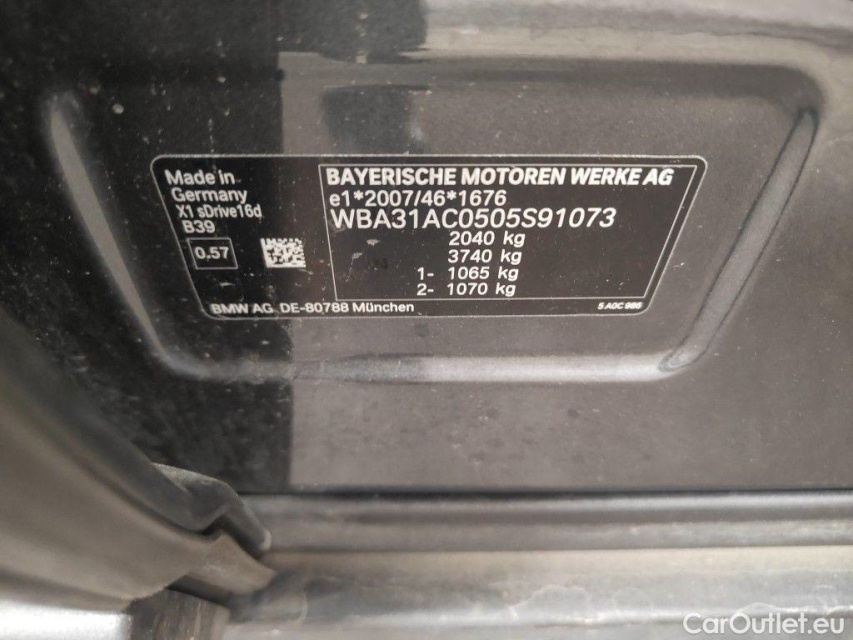 Made in
Germany
X1 sDrive16d
B39
0.57
BAYERISCHE MOTOREN WERKE AG
e1*2007/46*1676
WBA31AC0505S91073
2040 kg
3740 kg
1- 1065 kg
2- 1070 kg
BMW AG DE-80788 München
5 A0C 986
CarOutlet.eu